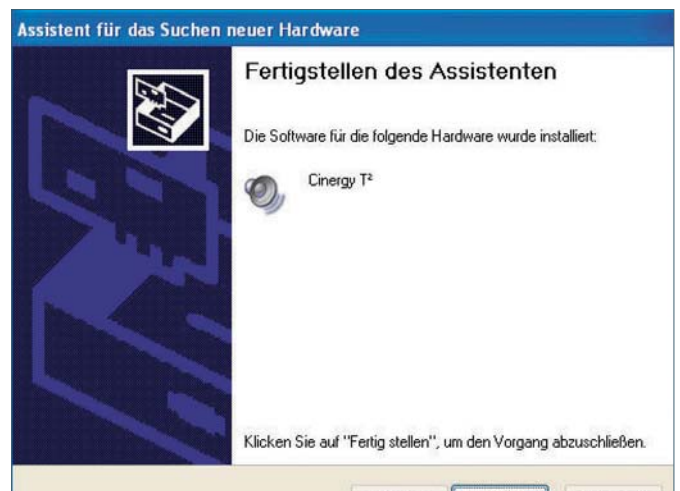 Assistent für das Suchen neuer Hardware
Fertigstellen des Assistenten
Die Software für die folgende Hardware wurde installiert:
Cinergy T²
Klicken Sie auf "Fertig stellen", um den Vorgang abzuschließen.